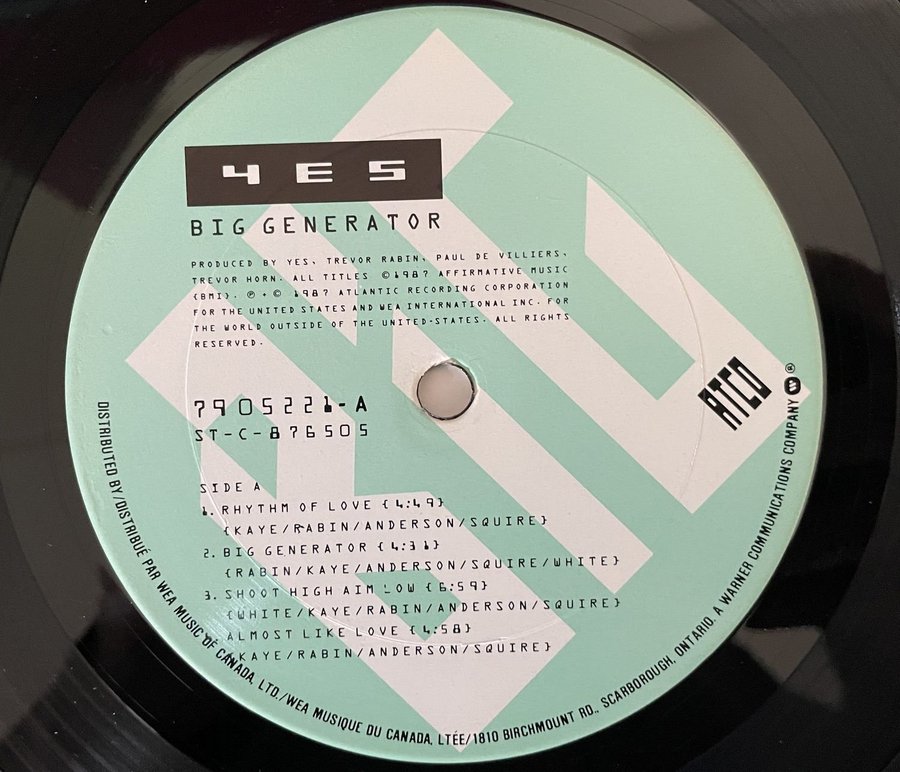 YES
BIG GENERATOR
PRODUCED BY YES, TREVOR RABIN, PAUL DE VILLIERS,
TREVOR HORN. ALL TITLES ©1987 AFFIRMATIVE MUSIC
{BMI}. ℗ + © 1987 ATLANTIC RECORDING CORPORATION
FOR THE UNITED STATES AND WEA INTERNATIONAL INC. FOR
THE WORLD OUTSIDE OF THE UNITED-STATES. ALL RIGHTS
RESERVED.
7905221-A
ST-C-876505
ATCO
SIDE A
1. RHYTHM OF LOVE {4:49}
{KAYE/RABIN/ANDERSON/SQUIRE}
2. BIG GENERATOR {4:31}
{RABIN/KAYE/ANDERSON/SQUIRE/WHITE}
3. SHOOT HIGH AIM LOW {6:59}
{WHITE/KAYE/RABIN/ANDERSON/SQUIRE}
4. ALMOST LIKE LOVE {4:58}
{KAYE/RABIN/ANDERSON/SQUIRE}
DISTRIBUTED BY/DISTRIBUÉ PAR WEA MUSIC OF CANADA, LTD./WEA MUSIQUE DU CANADA, LTÉE/1810 BIRCHMOUNT RD., SCARBOROUGH, ONTARIO. A WARNER COMMUNICATIONS COMPANY W ®